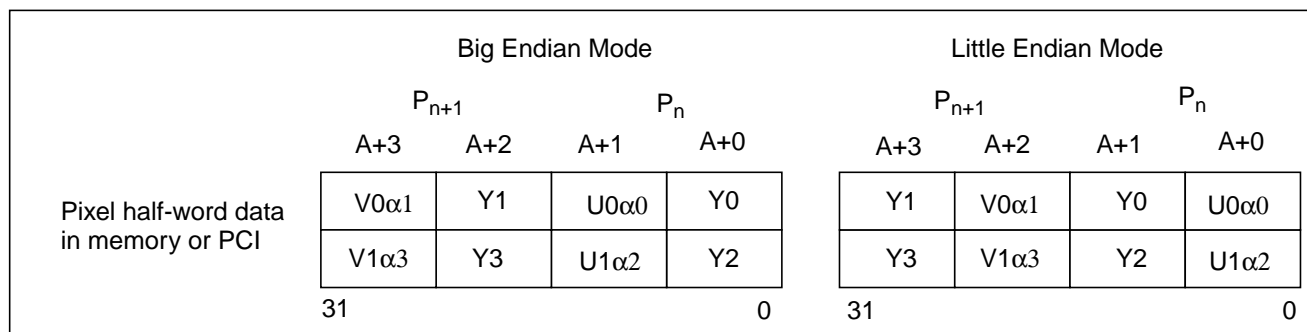 Big Endian Mode Little Endian Mode
Pn+1 Pn Pn+1 Pn
A+3 A+2 A+1 A+0 A+3 A+2 A+1 A+0
Pixel half-word data
in memory or PCI
V0α1 Y1 U0α0 Y0 Y1 V0α1 Y0 U0α0
V1α3 Y3 U1α2 Y2 Y3 V1α3 Y2 U1α2
31 0 31 0